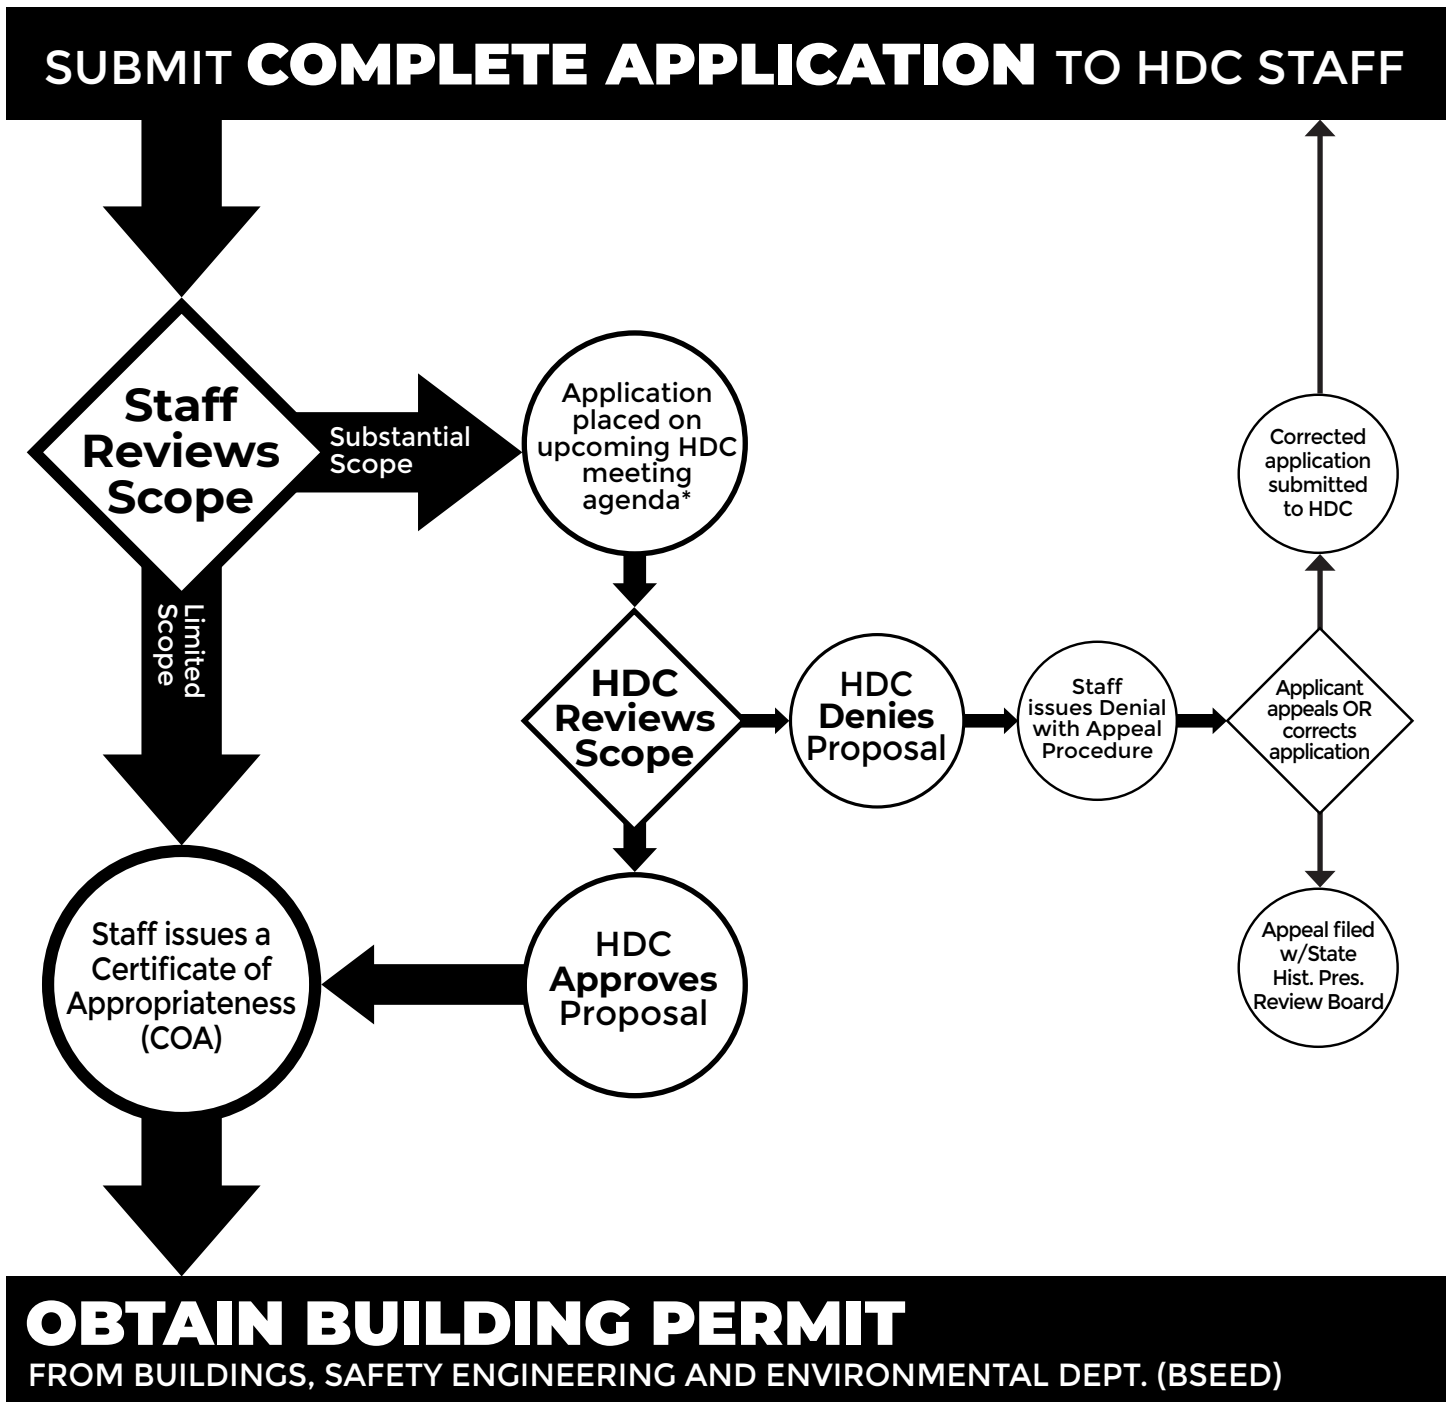 SUBMIT COMPLETE APPLICATION TO HDC STAFF
Staff
Reviews
Scope
Substantial
Scope
Application
placed on
upcoming HDC
meeting
agenda*
Corrected
application
submitted
to HDC
Limited
Scope
HDC
Reviews
Scope
HDC
Denies
Proposal
Staff
issues Denial
with Appeal
Procedure
Applicant
appeals OR
corrects
application
Staff issues a
Certificate of
Appropriateness
(COA)
HDC
Approves
Proposal
Appeal filed
w/State
Hist. Pres.
Review Board
OBTAIN BUILDING PERMIT
FROM BUILDINGS, SAFETY ENGINEERING AND ENVIRONMENTAL DEPT. (BSEED)